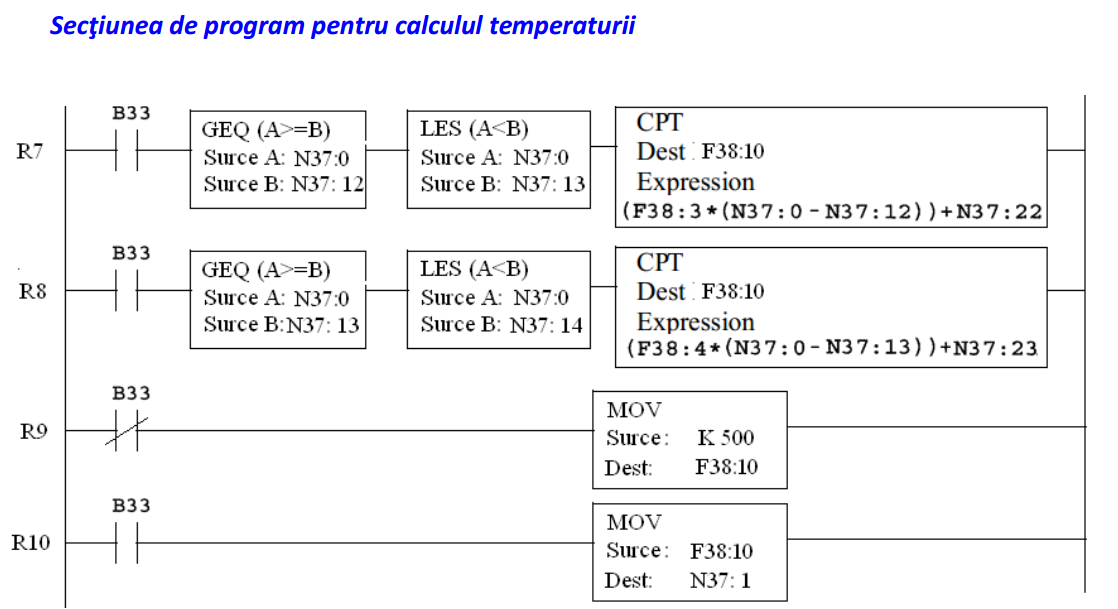 Secţiunea de program pentru calculul temperaturii
B33
R7
GEQ (A>=B)
Surce A: N37:0
Surce B: N37: 12
LES (A<B)
Surce A: N37:0
Surce B: N37: 13
CPT
Dest : F38:10
Expression
(F38:3*(N37:0-N37:12))+N37:22
B33
R8
GEQ (A>=B)
Surce A: N37:0
Surce B:N37: 13
LES (A<B)
Surce A: N37:0
Surce B: N37: 14
CPT
Dest : F38:10
Expression
(F38:4*(N37:0-N37:13))+N37:23
B33
R9
MOV
Surce: K 500
Dest: F38:10
B33
R10
MOV
Surce: F38:10
Dest: N37: 1